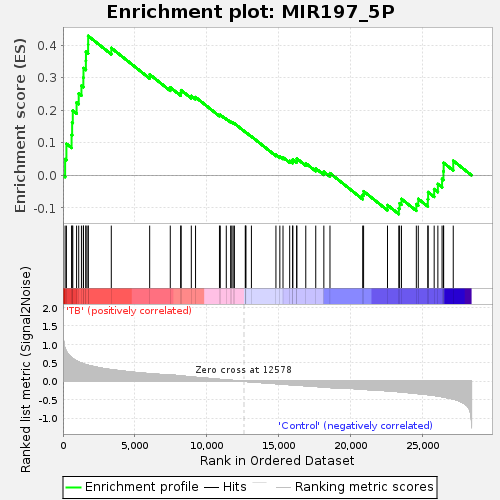 Enrichment plot: MIR197_5P
Enrichment score (ES)
0.4
0.3
0.2
0.1
0.0
-0.1
'TB' (positively correlated)
Ranked list metric (Signal2Noise)
2.0
1.5
1.0
0.5
0.0
-0.5
-1.0
Zero cross at 12578
'Control' (negatively correlated)
0 5,000 10,000 15,000 20,000 25,000
Rank in Ordered Dataset
Enrichment profile Hits Ranking metric scores